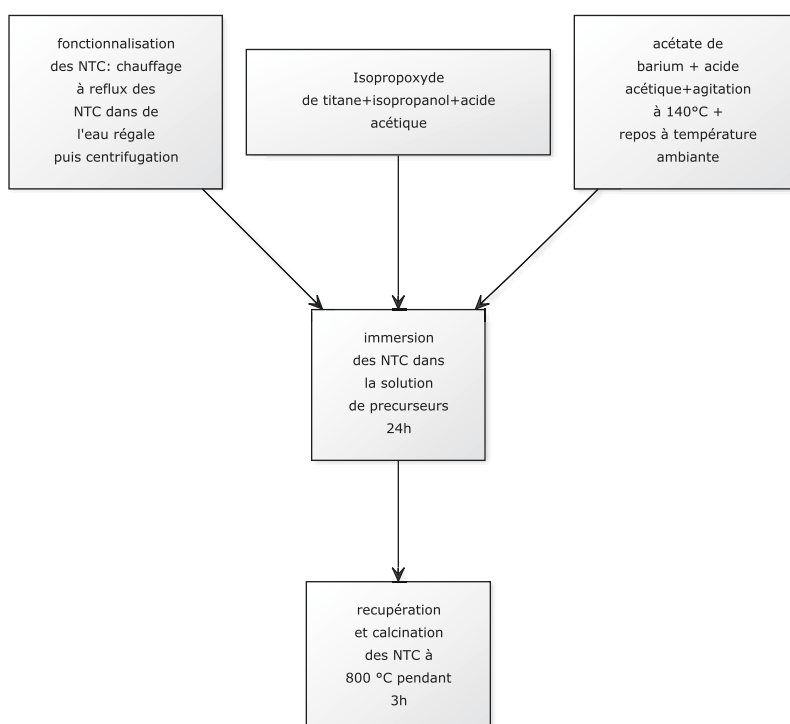 fonctionnalisation
des NTC: chauffage
à reflux des
NTC dans de
l'eau régale
puis centrifugation
Isopropoxyde
de titane+isopropanol+acide
acétique
acétate de
barium + acide
acétique+agitation
à 140°C +
repos à température
ambiante
immersion
des NTC dans
la solution
de precurseurs
24h
recupération
et calcination
des NTC à
800 °C pendant
3h